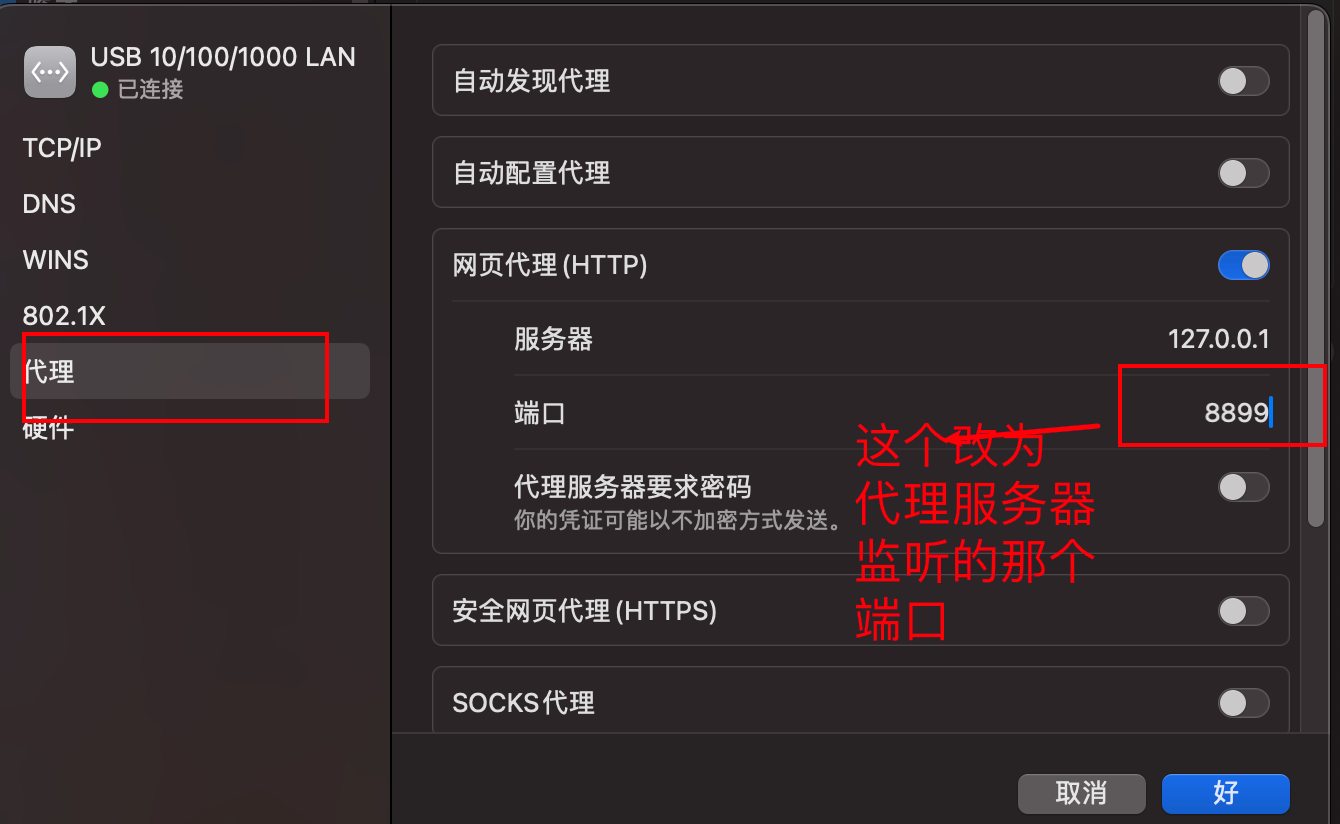 USB 10/100/1000 LAN
已连接
TCP/IP
DNS
WINS
802.1X
代理
硬件
自动发现代理
自动配置代理
网页代理(HTTP)
服务器
127.0.0.1
端口
8899
代理服务器要求密码
你的凭证可能以不加密方式发送。
这个改为
代理服务器
监听的那个
端口
安全网页代理(HTTPS)
SOCKS代理
取消
好